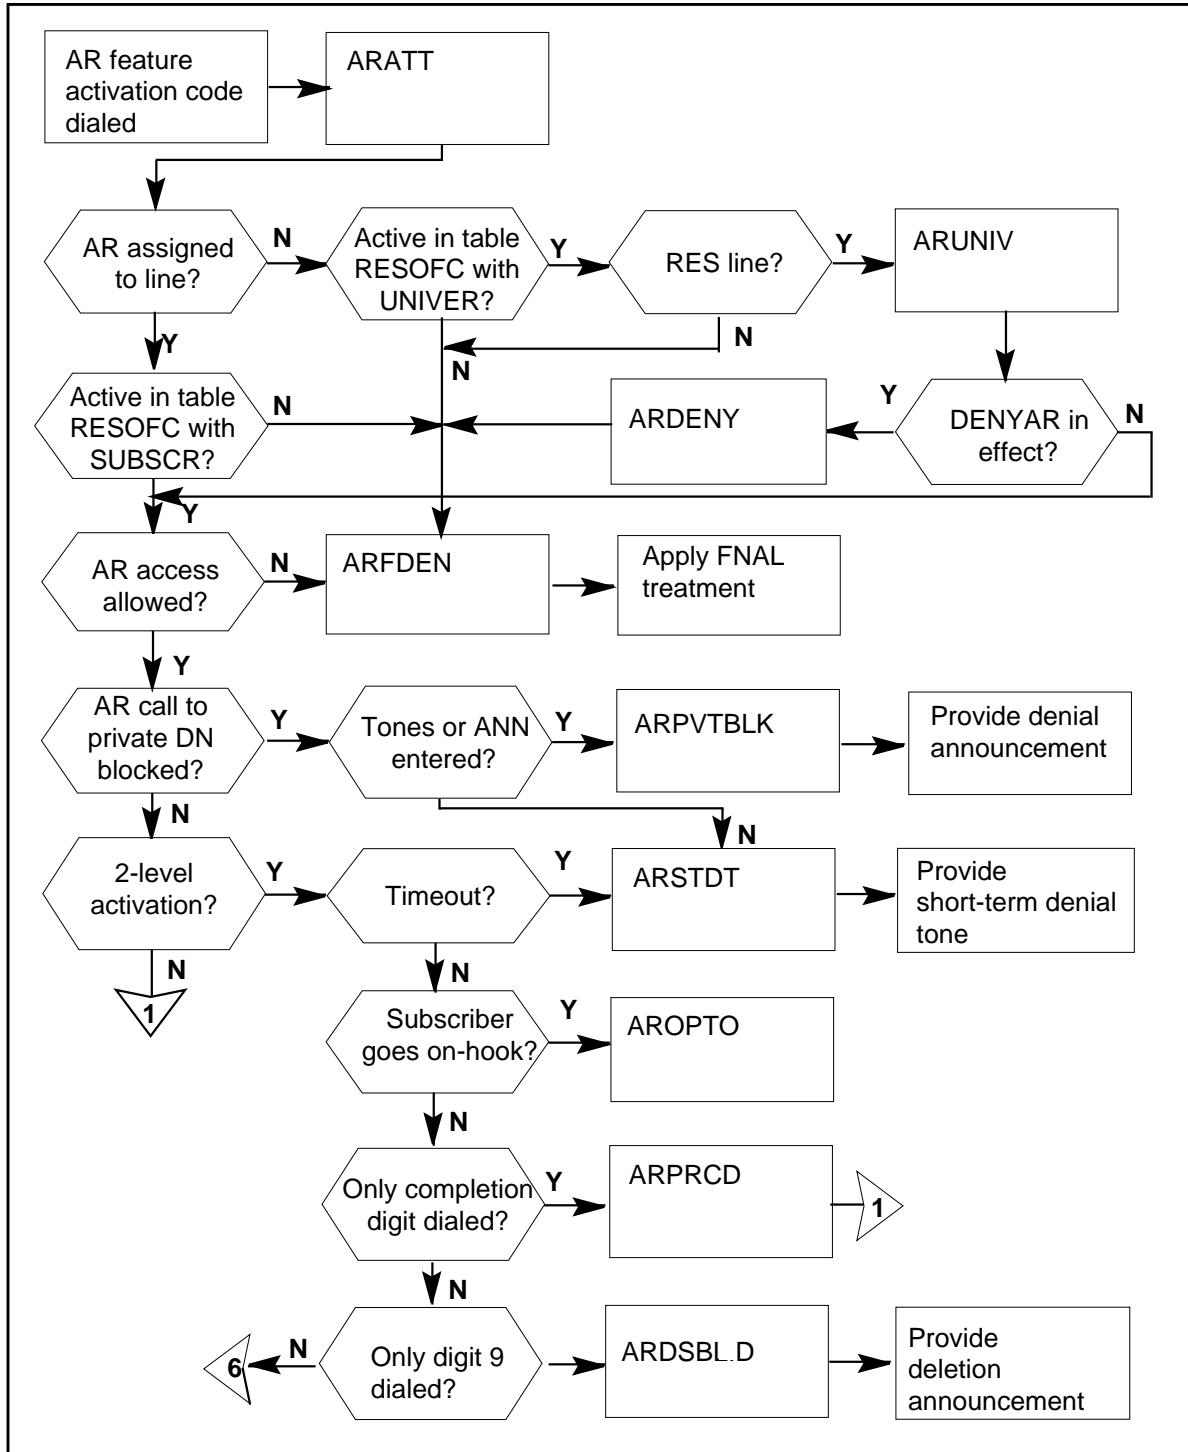 AR feature
activation code
dialed
ARATT
AR assigned
to line?
N
Active in table
RESOFC with
UNIVER?
Y
RES line?
Y
ARUNIV
Y
N
N
Active in table
RESOFC with
SUBSCR?
N
ARDENY
Y
DENYAR in
effect?
N
Y
AR access
allowed?
N
ARFDEN
Apply FNAL
treatment
Y
AR call to
private DN
blocked?
Y
Tones or ANN
entered?
Y
ARPVTBLK
Provide denial
announcement
N
N
2-level
activation?
Y
Timeout?
Y
ARSTDT
Provide
short-term denial
tone
N
1
N
Subscriber
goes on-hook?
Y
AROPTO
N
Only completion
digit dialed?
Y
ARPRCD
1
N
6
N
Only digit 9
dialed?
ARDSBLD
Provide
deletion
announcement